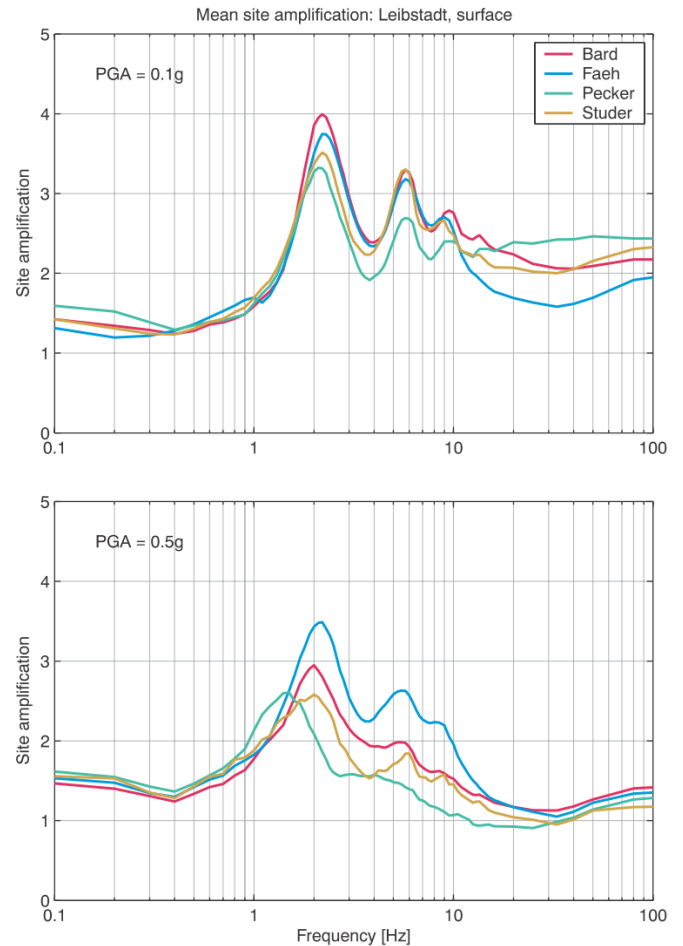 Mean site amplification: Leibstadt, surface
5
PGA = 0.1g
Bard
Faeh
Pecker
Studer
4
3
Site amplification
2
1
0
0.1
1
10
100
5
PGA = 0.5g
4
3
Site amplification
2
1
0
0.1
1
10
100
Frequency [Hz]